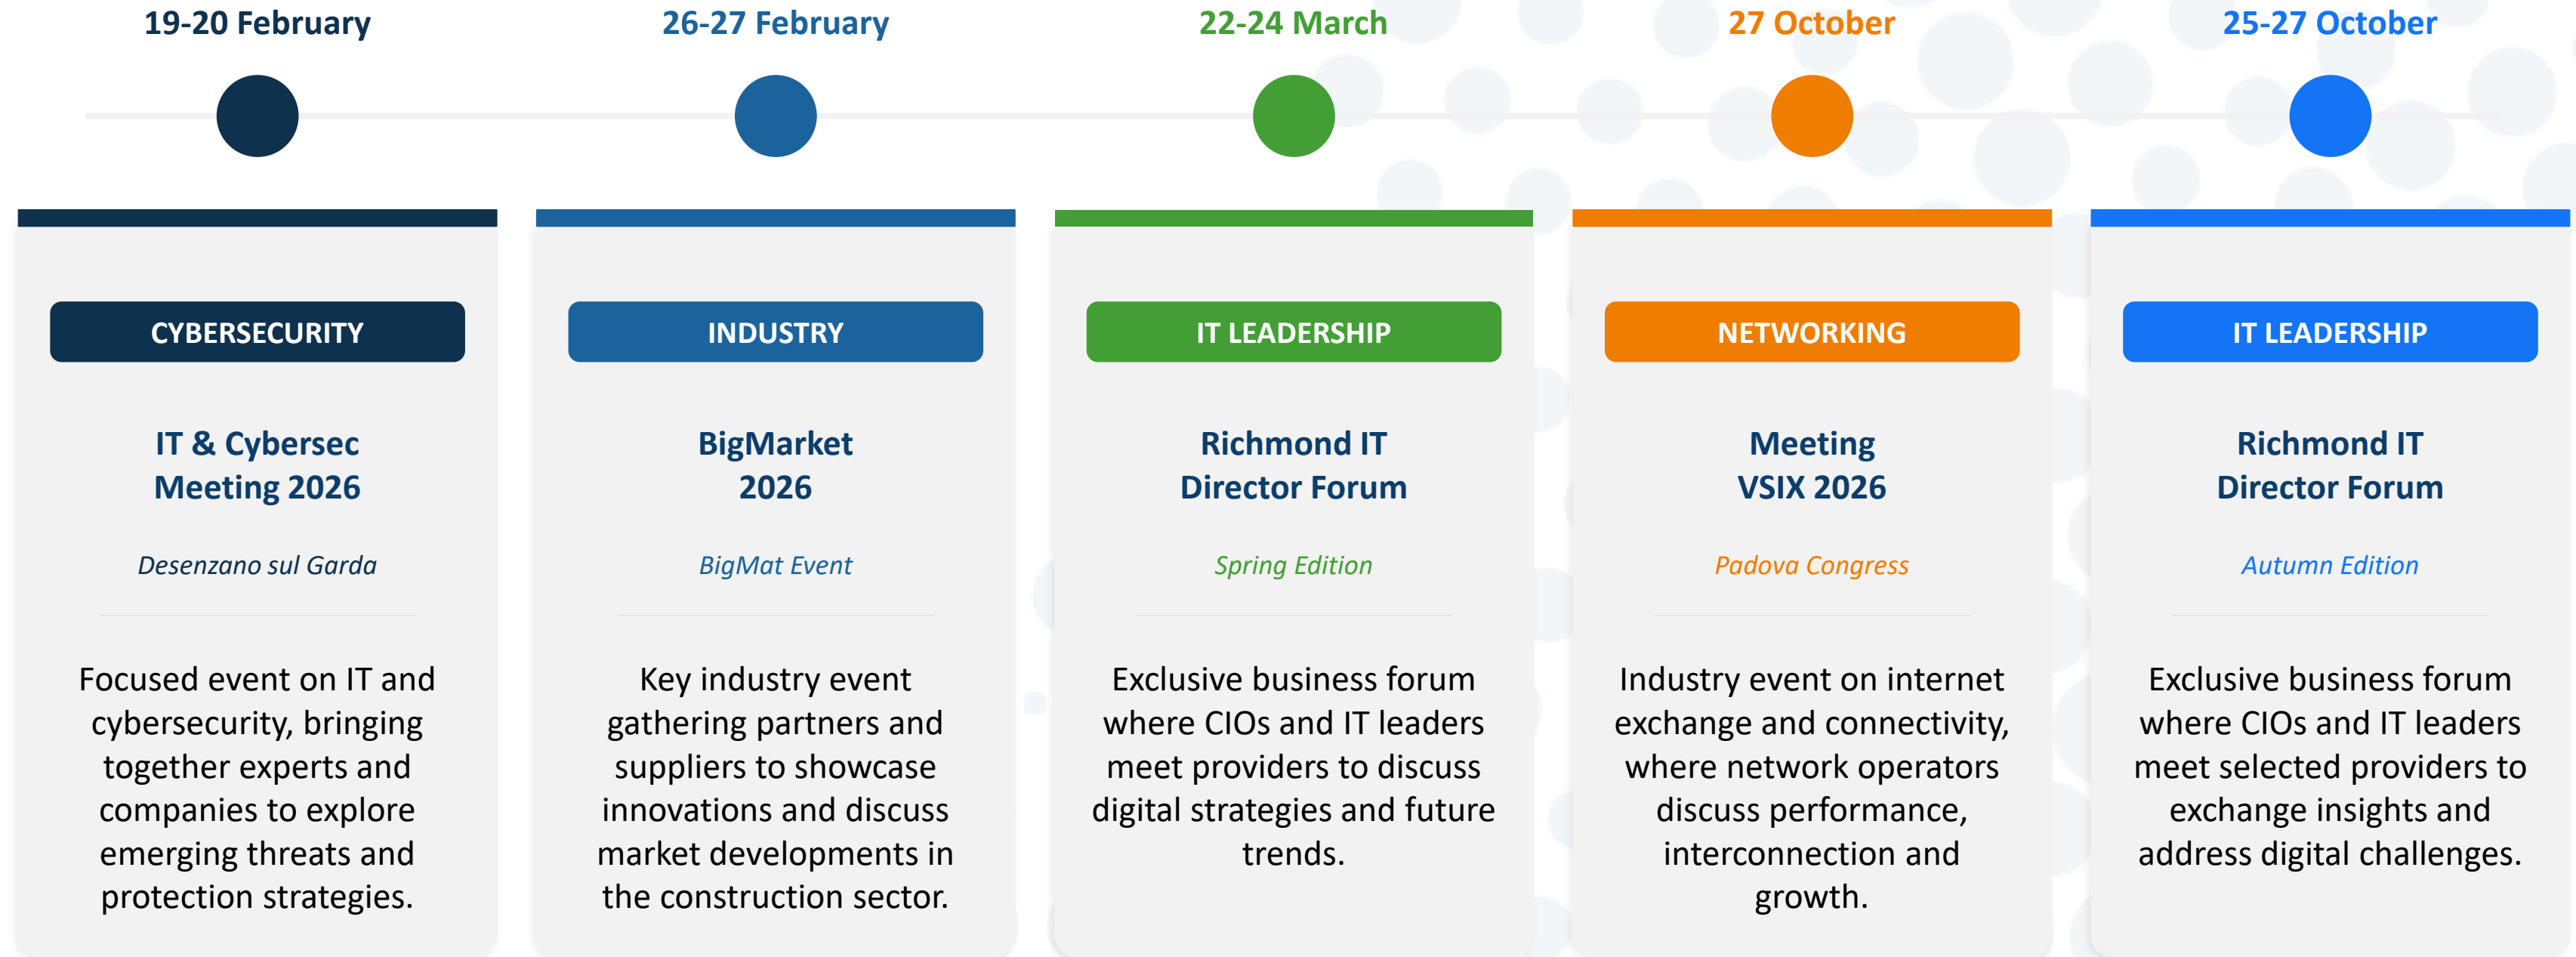 19-20 February
26-27 February
22-24 March
27 October
25-27 October
CYBERSECURITY
IT & Cybersec
Meeting 2026
Desenzano sul Garda
Focused event on IT and
cybersecurity, bringing
together experts and
companies to explore
emerging threats and
protection strategies.
INDUSTRY
BigMarket
2026
BigMat Event
Key industry event
gathering partners and
suppliers to showcase
innovations and discuss
market developments in
the construction sector.
IT LEADERSHIP
Richmond IT
Director Forum
Spring Edition
Exclusive business forum
where CIOs and IT leaders
meet providers to discuss
digital strategies and future
trends.
NETWORKING
Meeting
VSIX 2026
Padova Congress
Industry event on internet
exchange and connectivity,
where network operators
discuss performance,
interconnection and
growth.
IT LEADERSHIP
Richmond IT
Director Forum
Autumn Edition
Exclusive business forum
where CIOs and IT leaders
meet selected providers to
exchange insights and
address digital challenges.